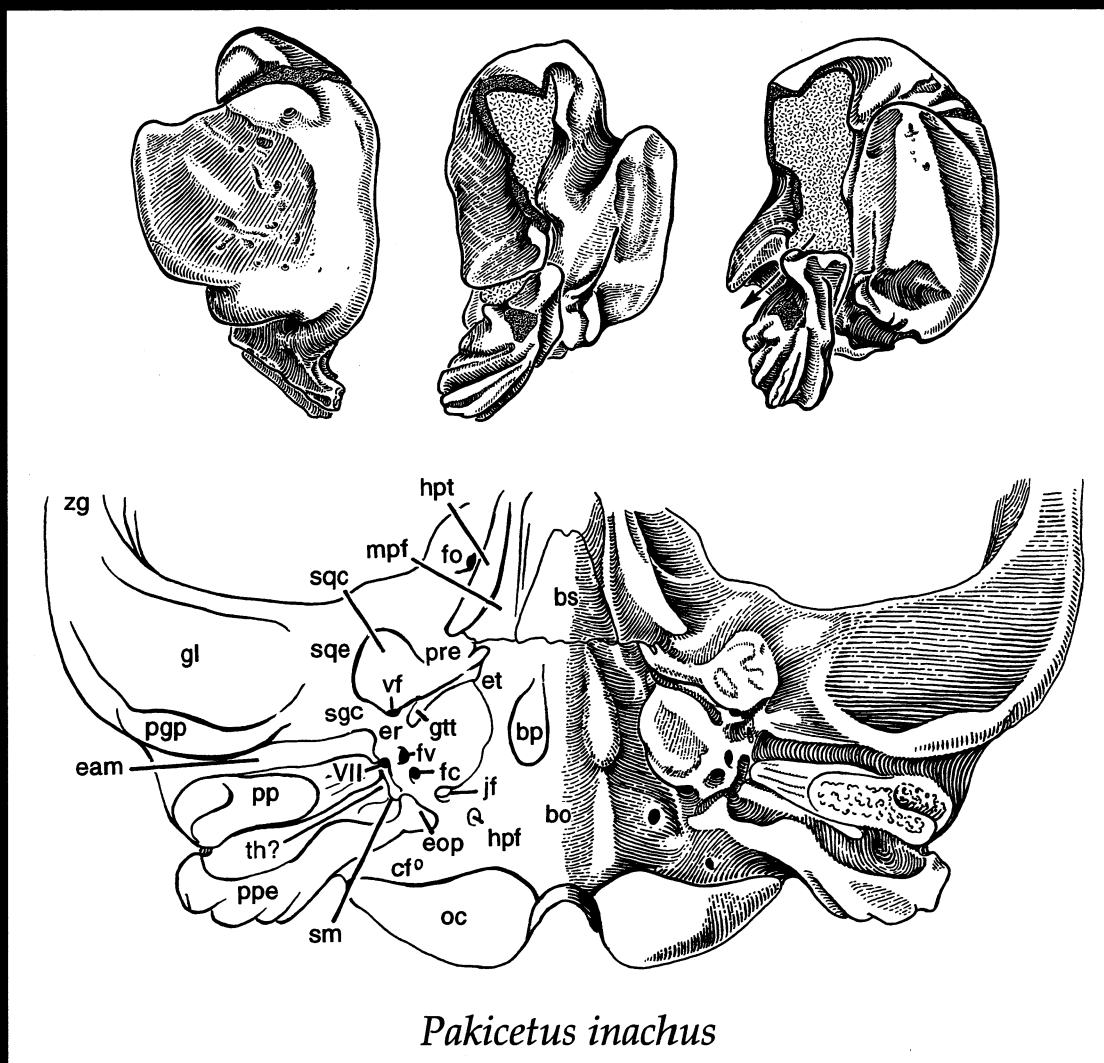 hpt
zg
mpf
fo
sqc
bs
gl
sqe
pre
vf
et
pgp
sgc
er
gtt
bp
eam
VII
fv
fc
jf
pp
bo
th?
eop
hpf
ppe
cfº
oc
sm
Pakicetus inachus